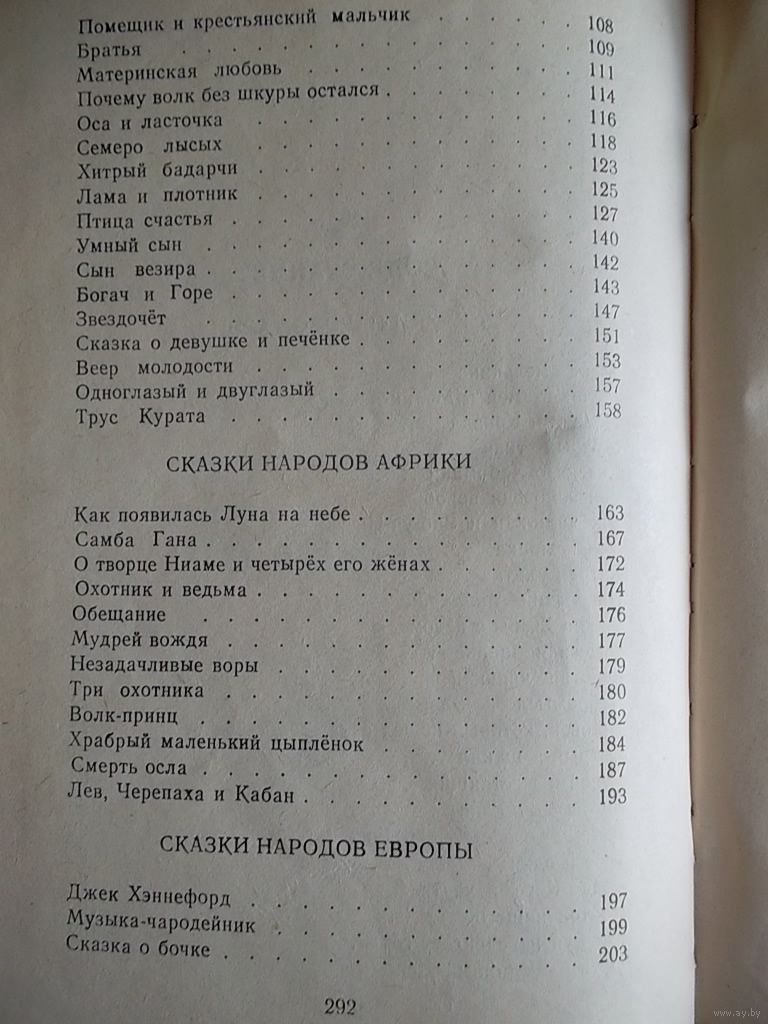 Помещик и крестьянский мальчик . . . . . . 108
Братья . . . . . . . . . . . . . . . 109
Материнская любовь . . . . . . . . . . . 111
Почему волк без шкуры остался . . . . . . . . 114
Оса и ласточка . . . . . . . . . . . . . 116
Семеро лысых . . . . . . . . . . . . . 118
Хитрый бадарчи . . . . . . . . . . . . . 123
Лама и плотник . . . . . . . . . . . . . 125
Птица счастья . . . . . . . . . . . . . . 127
Умный сын . . . . . . . . . . . . . . . 140
Сын везира . . . . . . . . . . . . . . . 142
Богач и Горе . . . . . . . . . . . . . . 143
Звездочёт . . . . . . . . . . . . . . . 147
Сказка о девушке и печёнке . . . . . . . . . 151
Веер молодости . . . . . . . . . . . . . 153
Одноглазый и двуглазый . . . . . . . . . . 157
Трус Курата . . . . . . . . . . . . . . 158
СКАЗКИ НАРОДОВ АФРИКИ
Как появилась Луна на небе . . . . . . . . . 163
Самба Гана . . . . . . . . . . . . . . . 167
О творце Ниаме и четырёх его жёнах . . . . . . 172
Охотник и ведьма . . . . . . . . . . . . . 174
Обещание . . . . . . . . . . . . . . . 176
Мудрей вождя . . . . . . . . . . . . . . 177
Незадачливые воры . . . . . . . . . . . . 179
Три охотника . . . . . . . . . . . . . . 180
Волк-принц . . . . . . . . . . . . . . . 182
Храбрый маленький цыплёнок . . . . . . . . 184
Смерть осла . . . . . . . . . . . . . . . 187
Лев, Черепаха и Кабан . . . . . . . . . . . 193
СКАЗКИ НАРОДОВ ЕВРОПЫ
Джек Хэннефорд . . . . . . . . . . . . . 197
Музыка-чародейник . . . . . . . . . . . . 199
Сказка о бочке . . . . . . . . . . . . . . 203
292
www.ay.by